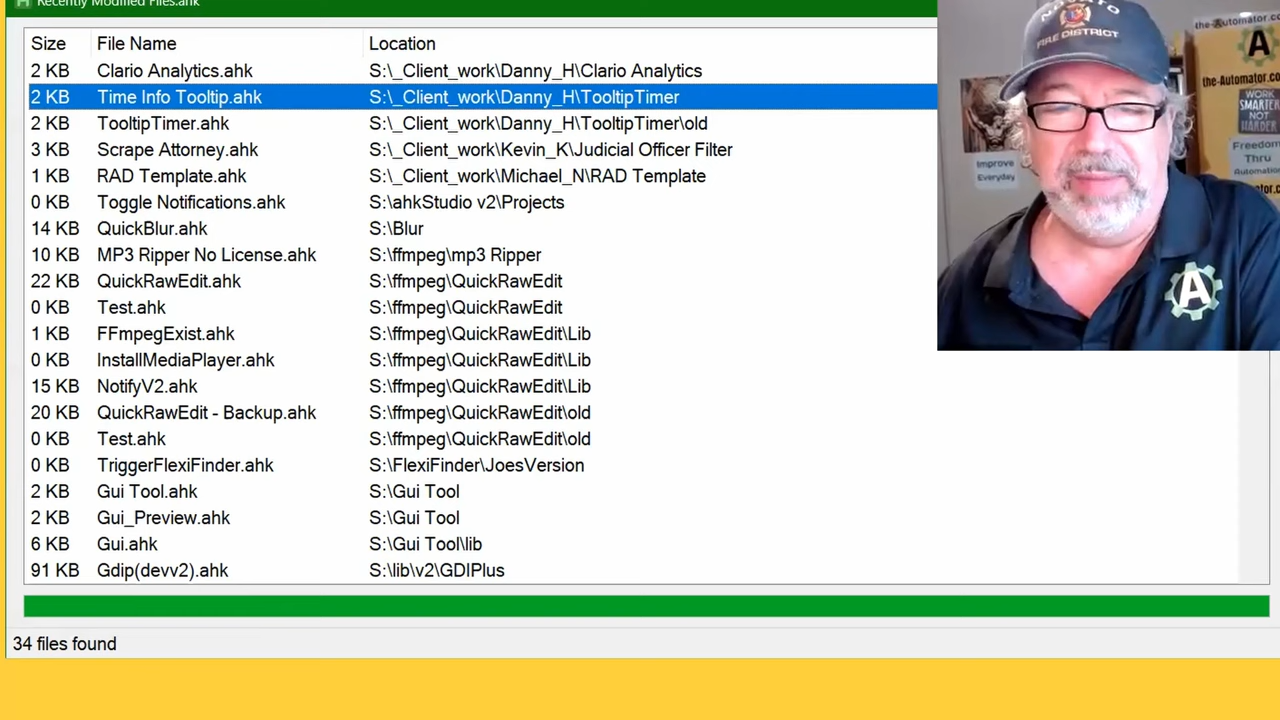 Recently Modified Files.ahk
Size File Name Location
2 KB Clario Analytics.ahk S:\_Client_work\Danny_H\Clario Analytics
2 KB Time Info Tooltip.ahk S:\_Client_work\Danny_H\TooltipTimer
2 KB TooltipTimer.ahk S:\_Client_work\Danny_H\TooltipTimer\old
3 KB Scrape Attorney.ahk S:\_Client_work\Kevin_K\Judicial Officer Filter
1 KB RAD Template.ahk S:\_Client_work\Michael_N\RAD Template
0 KB Toggle Notifications.ahk S:\ahkStudio v2\Projects
14 KB QuickBlur.ahk S:\Blur
10 KB MP3 Ripper No License.ahk S:\ffmpeg\mp3 Ripper
22 KB QuickRawEdit.ahk S:\ffmpeg\QuickRawEdit
0 KB Test.ahk S:\ffmpeg\QuickRawEdit
1 KB FFmpegExist.ahk S:\ffmpeg\QuickRawEdit\Lib
0 KB InstallMediaPlayer.ahk S:\ffmpeg\QuickRawEdit\Lib
15 KB NotifyV2.ahk S:\ffmpeg\QuickRawEdit\Lib
20 KB QuickRawEdit - Backup.ahk S:\ffmpeg\QuickRawEdit\old
0 KB Test.ahk S:\ffmpeg\QuickRawEdit\old
0 KB TriggerFlexiFinder.ahk S:\FlexiFinder\JoesVersion
2 KB Gui Tool.ahk S:\Gui Tool
2 KB Gui_Preview.ahk S:\Gui Tool
6 KB Gui.ahk S:\Gui Tool\lib
91 KB Gdip(devv2).ahk S:\lib\v2\GDIPlus
34 files found
NOVATO
FIRE DISTRICT
A
the-Automator.co
A
the-Automator.co
WORK
SMARTER
NOT
HARDER
Freedom
Thru
Automation
Improve
Everyday